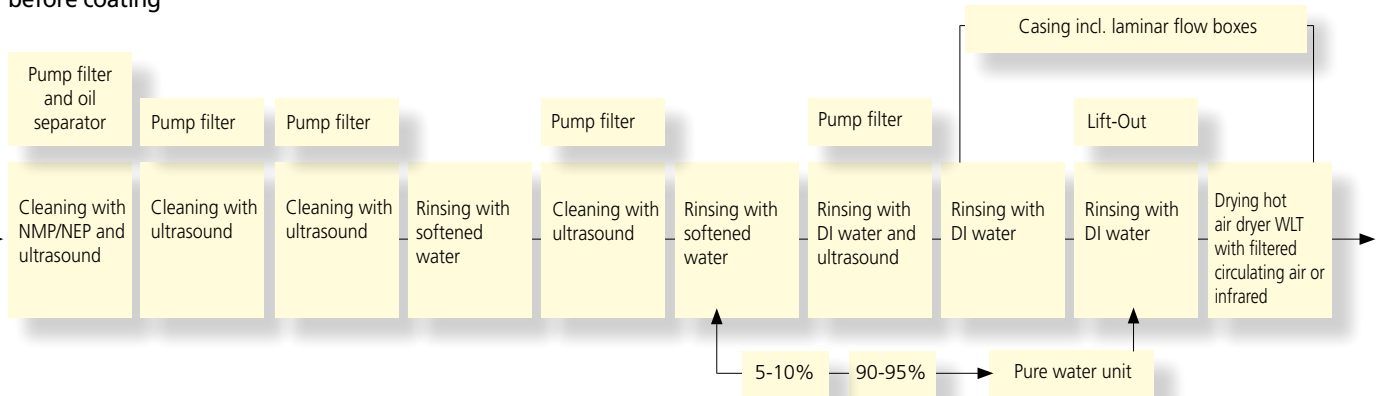 before coating
Casing incl. laminar flow boxes
Pump filter
and oil
separator
Pump filter
Pump filter
Pump filter
Pump filter
Lift-Out
Cleaning with
NMP/NEP and
ultrasound
Cleaning with
ultrasound
Cleaning with
ultrasound
Rinsing with
softened
water
Cleaning with
ultrasound
Rinsing with
softened
water
Rinsing with
DI water and
ultrasound
Rinsing with
DI water
Rinsing with
DI water
Drying hot
air dryer WLT
with filtered
circulating air or
infrared
5-10%
90-95%
Pure water unit